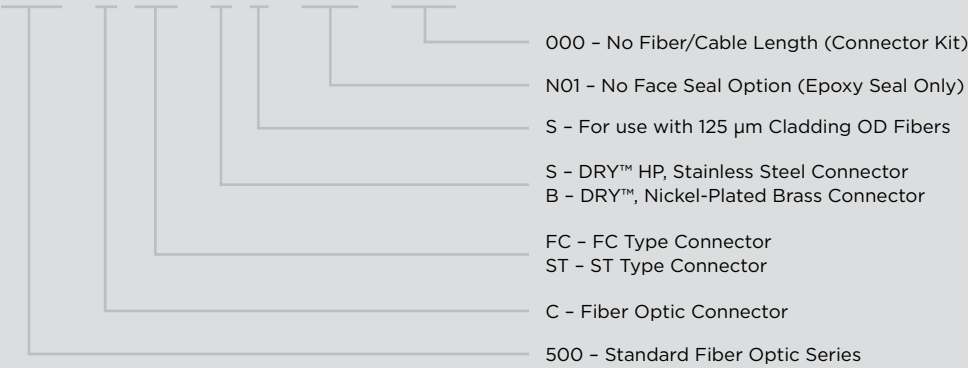 000 – No Fiber/Cable Length (Connector Kit)
N01 – No Face Seal Option (Epoxy Seal Only)
S – For use with 125 µm Cladding OD Fibers
S – DRY™ HP, Stainless Steel Connector
B – DRY™, Nickel-Plated Brass Connector
FC – FC Type Connector
ST – ST Type Connector
C – Fiber Optic Connector
500 – Standard Fiber Optic Series